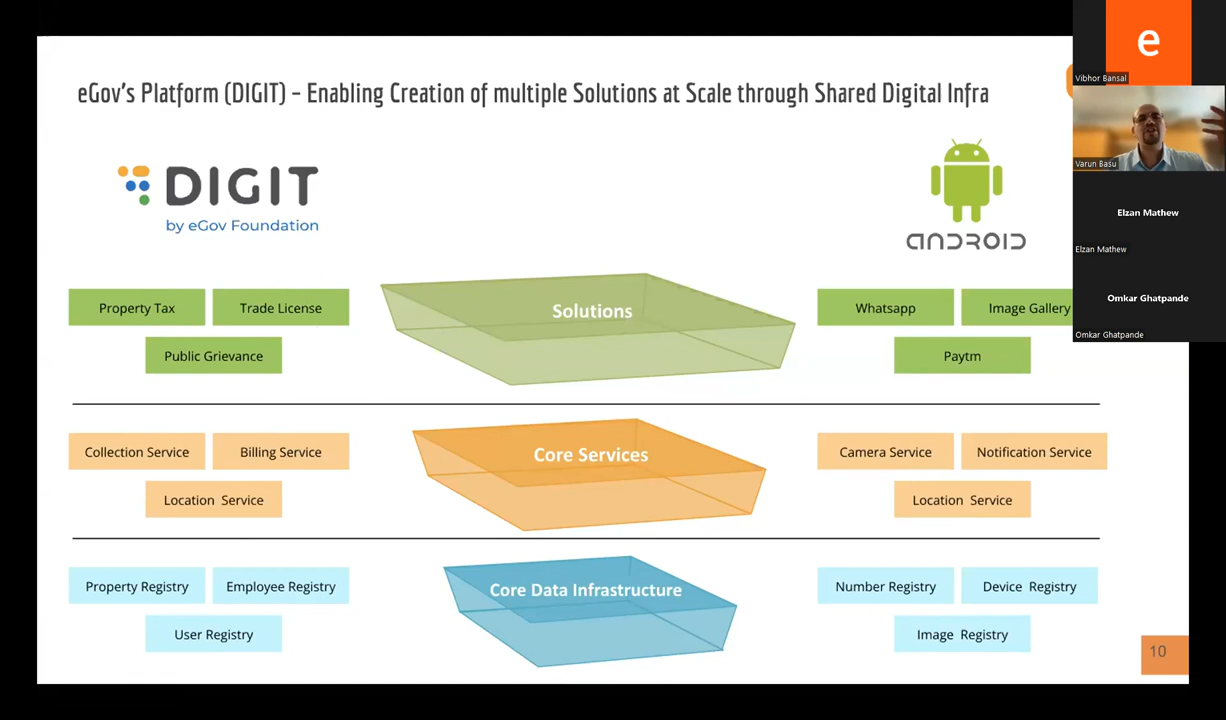 eGov's Platform (DIGIT) – Enabling Creation of multiple Solutions at Scale through Shared Digital Infra
e
Vibhor Bansal
Varun Basu
Elzan Mathew
Elzan Mathew
Omkar Ghatpande
Omkar Ghatpande
DIGIT
by eGov Foundation
ANDROID
Property Tax
Trade License
Public Grievance
Solutions
Whatsapp
Image Gallery
Paytm
Collection Service
Billing Service
Location Service
Core Services
Camera Service
Notification Service
Location Service
Property Registry
Employee Registry
User Registry
Core Data Infrastructure
Number Registry
Device Registry
Image Registry
10